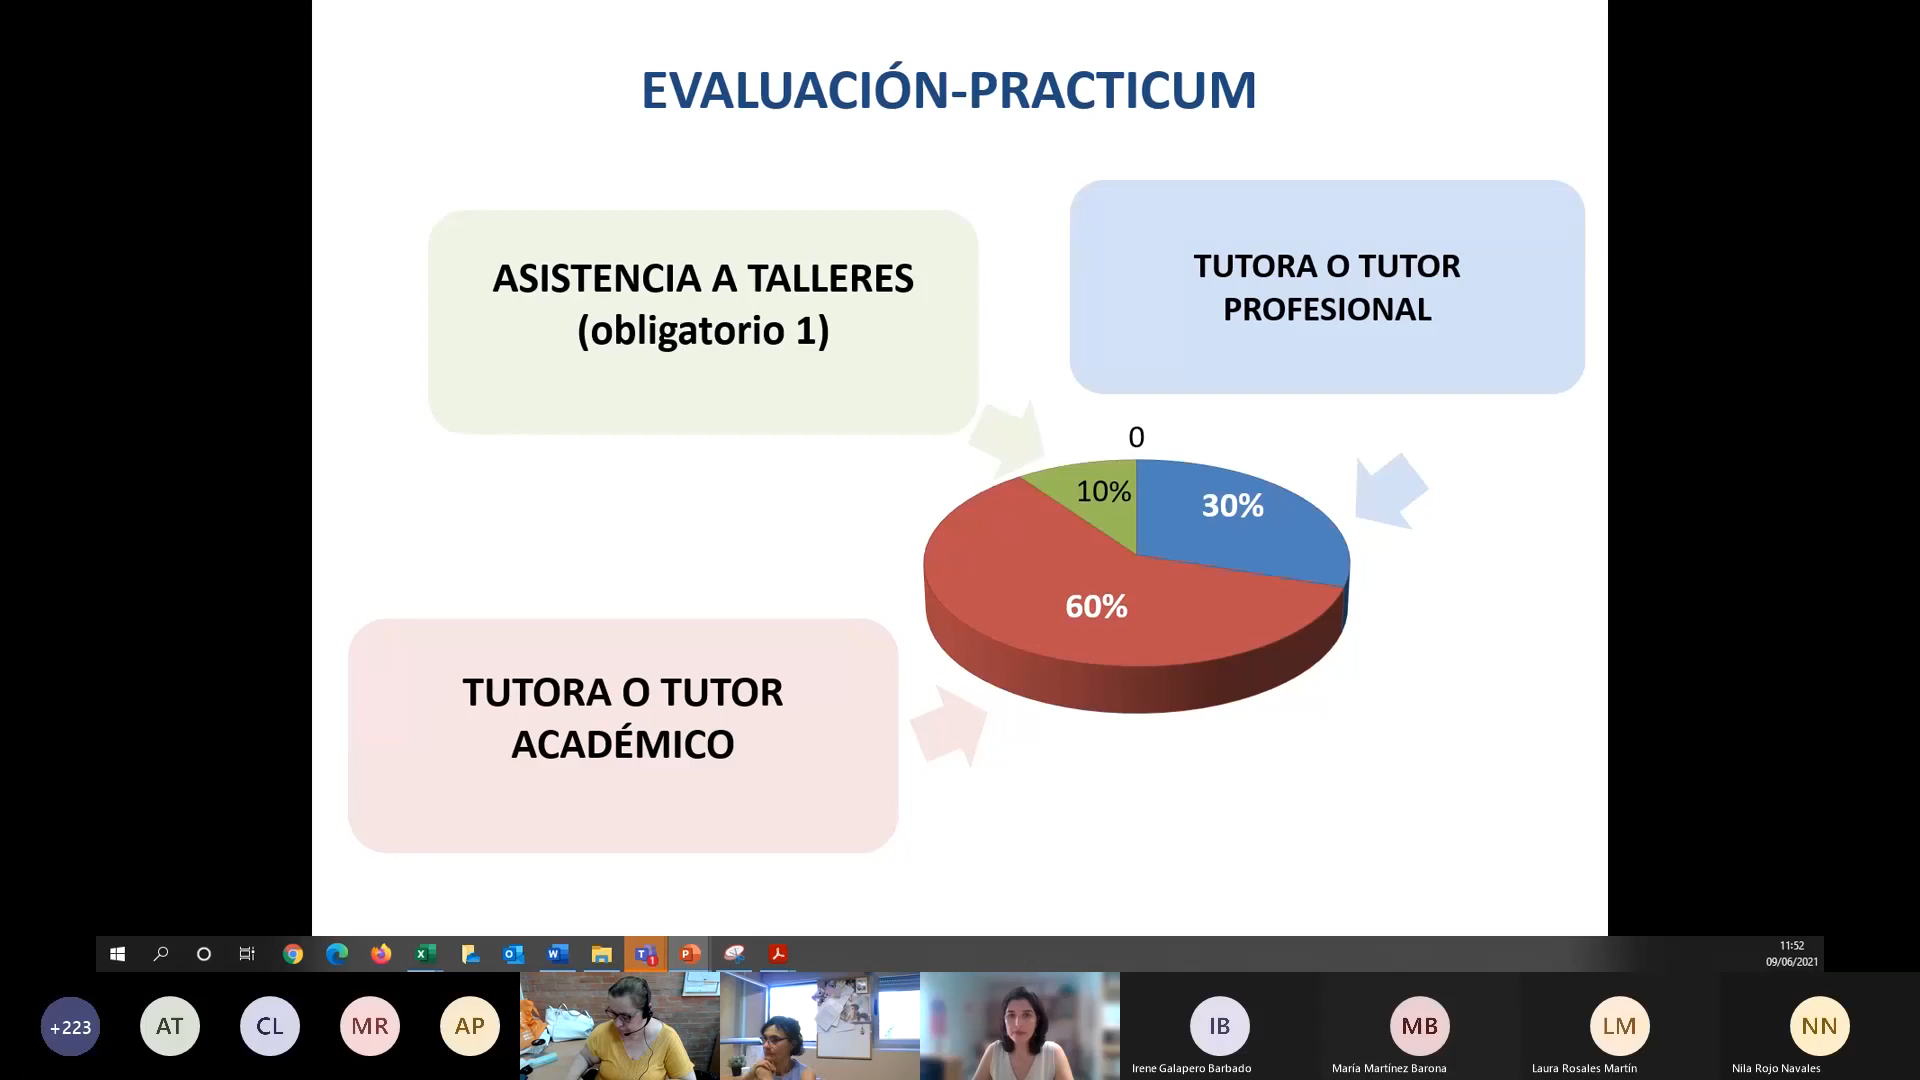 EVALUACIÓN-PRACTICUM
ASISTENCIA A TALLERES
(obligatorio 1)
TUTORA O TUTOR
PROFESIONAL
0
10%
30%
60%
TUTORA O TUTOR
ACADÉMICO
11:52
09/06/2021
+223
AT
CL
MR
AP
IB
MB
LM
NN
Irene Galapero Barbado
María Martínez Barona
Laura Rosales Martín
Nila Rojo Navales